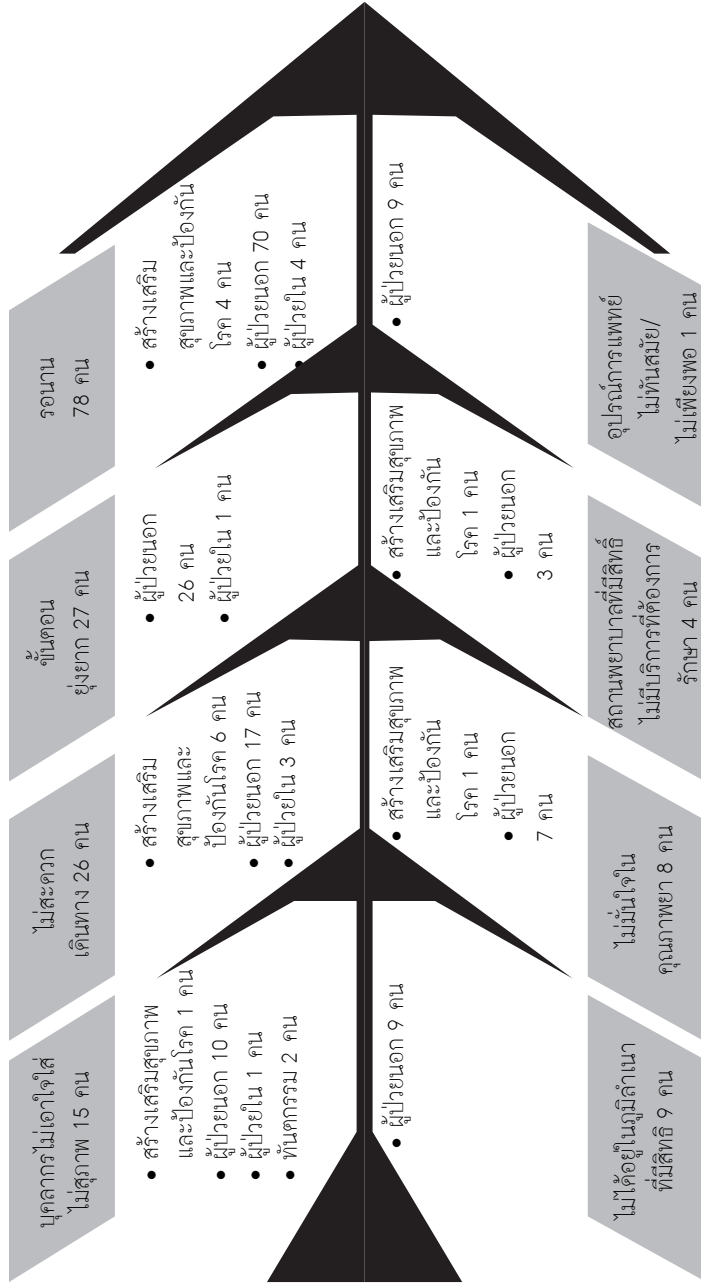 บุคลากรไม่เอาใจใส่
ไม่สุภาพ 15 คน
ไม่สะดวก
เดินทาง 26 คน
ขั้นตอน
ยุ่งยาก 27 คน
รอนาน
78 คน
• สร้างเสริมสุขภาพ
และป้องกันโรค 1 คน
• ผู้ป่วยนอก 10 คน
• ผู้ป่วยใน 1 คน
• ทันตกรรม 2 คน
• สร้างเสริม
สุขภาพและ
ป้องกันโรค 6 คน
• ผู้ป่วยนอก 17 คน
• ผู้ป่วยใน 3 คน
• ผู้ป่วยนอก
26 คน
• ผู้ป่วยใน 1 คน
• สร้างเสริม
สุขภาพและป้องกัน
โรค 4 คน
• ผู้ป่วยนอก 70 คน
• ผู้ป่วยใน 4 คน
• ผู้ป่วยนอก 9 คน
• สร้างเสริมสุขภาพ
และป้องกัน
โรค 1 คน
• ผู้ป่วยนอก
7 คน
• สร้างเสริมสุขภาพ
และป้องกัน
โรค 1 คน
• ผู้ป่วยนอก
3 คน
• ผู้ป่วยนอก 9 คน
ไม่ได้อยู่ในภูมิลำเนา
ที่มีสิทธิ 9 คน
ไม่มั่นใจใน
คุณภาพยา 8 คน
สถานพยาบาลที่มีสิทธิ์
ไม่มีบริการที่ต้องการ
รักษา 4 คน
อุปรณ์การแพทย์
ไม่ทันสมัย/
ไม่เพียงพอ 1 คน